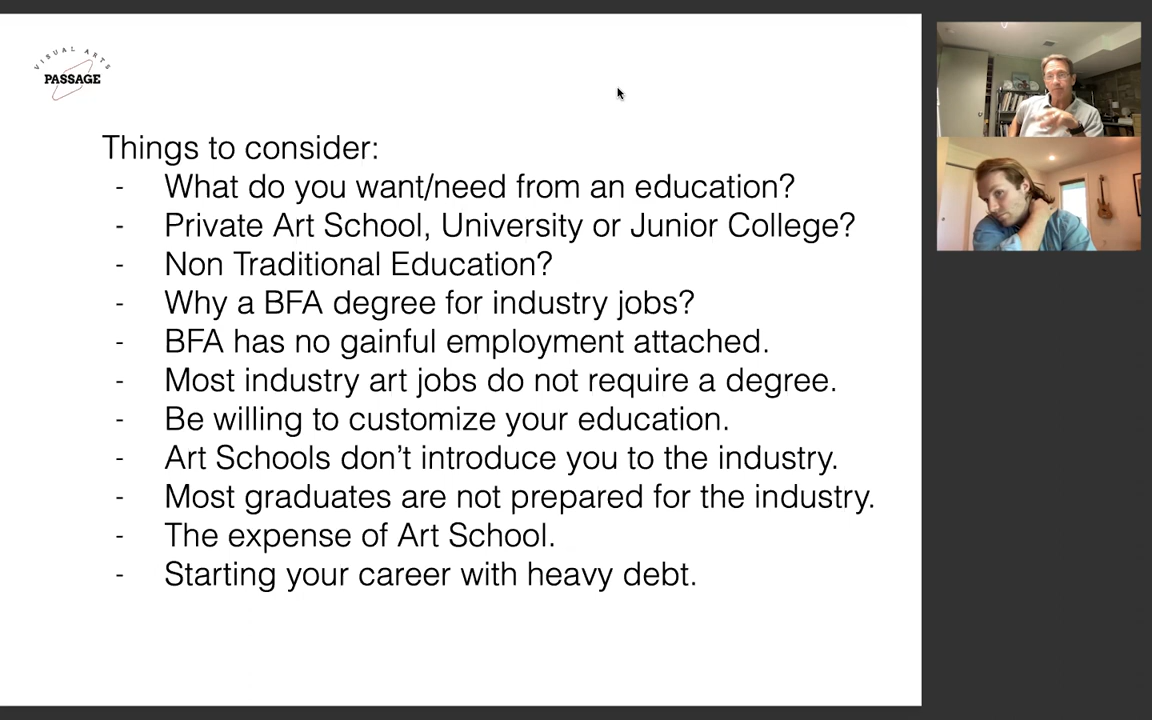 VISUAL ARTS
PASSAGE
Things to consider:
- What do you want/need from an education?
- Private Art School, University or Junior College?
- Non Traditional Education?
- Why a BFA degree for industry jobs?
- BFA has no gainful employment attached.
- Most industry art jobs do not require a degree.
- Be willing to customize your education.
- Art Schools don’t introduce you to the industry.
- Most graduates are not prepared for the industry.
- The expense of Art School.
- Starting your career with heavy debt.